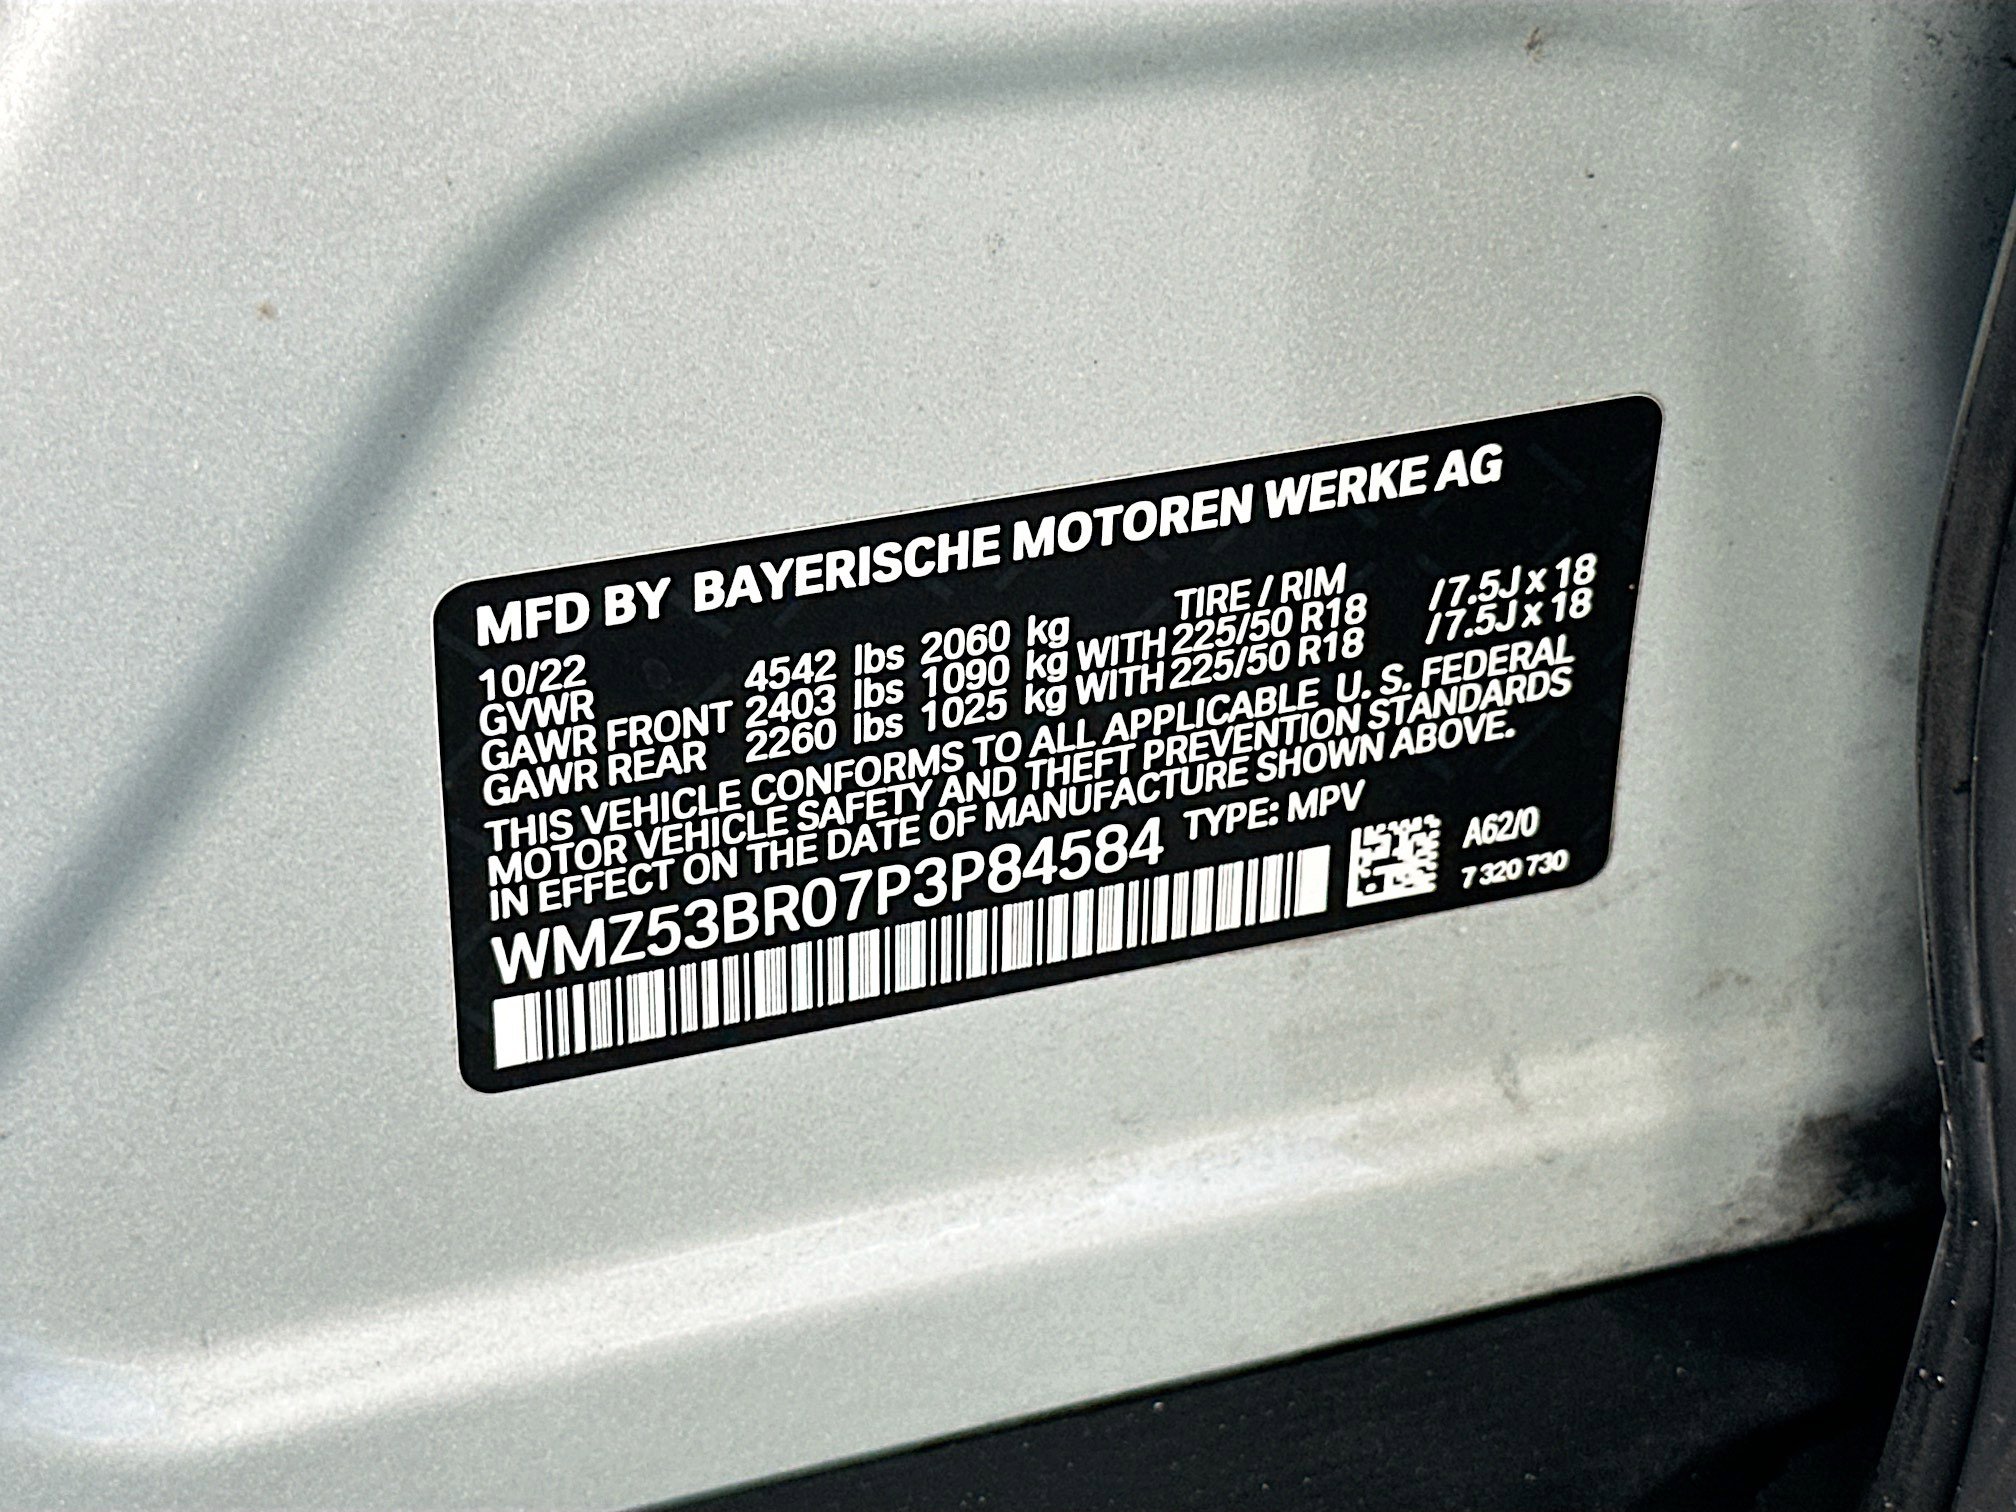 MFD BY BAYERISCHE MOTOREN WERKE AG
10/22 TIRE / RIM
GVWR 4542 lbs 2060 kg
GAWR FRONT 2403 lbs 1090 kg WITH 225/50 R18 /7.5J x 18
GAWR REAR 2260 lbs 1025 kg WITH 225/50 R18 /7.5J x 18
THIS VEHICLE CONFORMS TO ALL APPLICABLE U. S. FEDERAL
MOTOR VEHICLE SAFETY AND THEFT PREVENTION STANDARDS
IN EFFECT ON THE DATE OF MANUFACTURE SHOWN ABOVE.
WMZ53BR07P3P84584 TYPE: MPV
A62/0
7 320 730